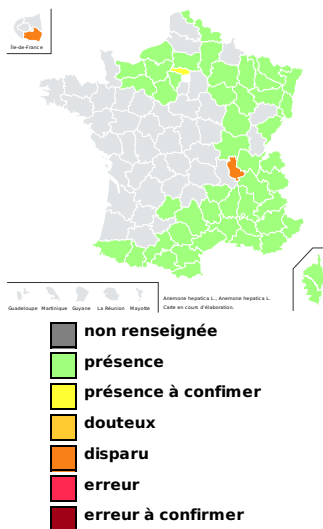 Île-de-France
Guadeloupe Martinique Guyane La Réunion Mayotte
Anemone hepatica L., Anemone hepatica L.
Carte en cours d'élaboration.
non renseignée
présence
présence à confimer
douteux
disparu
erreur
erreur à confirmer